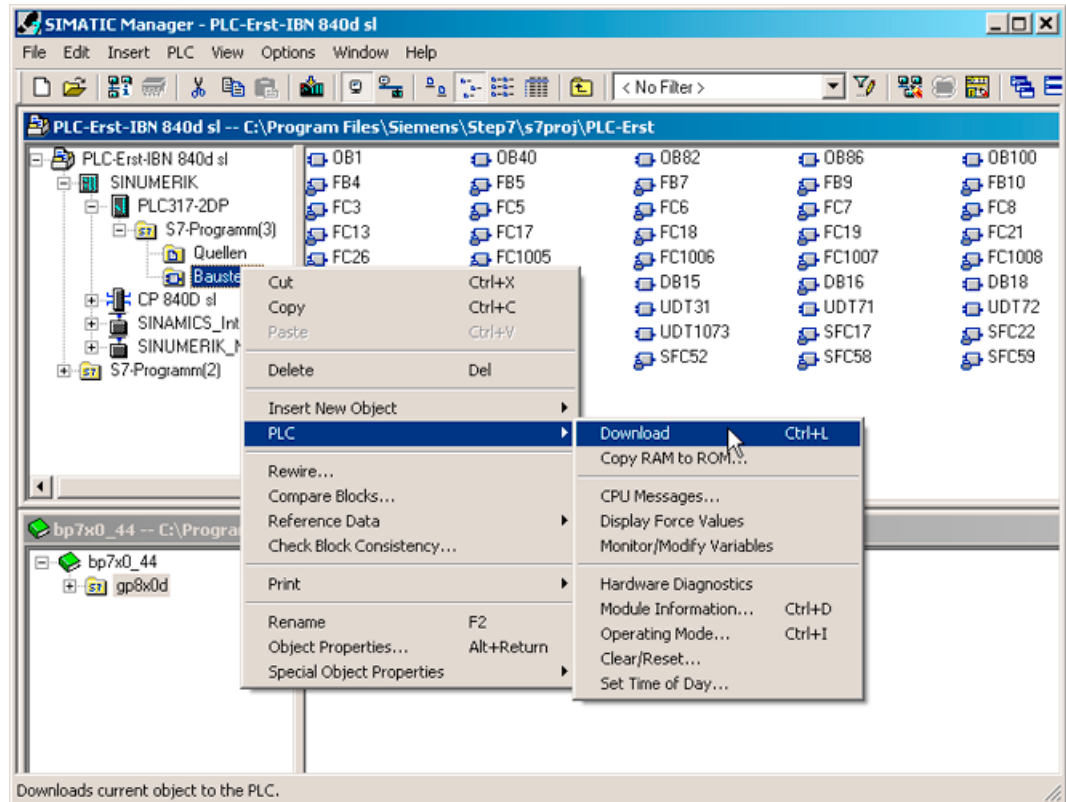 SIMATIC Manager - PLC-Erst-IBN 840d sl
File Edit Insert PLC View Options Window Help
< No Filter >
PLC-Erst-IBN 840d sl -- C:\Program Files\Siemens\Step7\s7proj\PLC-Erst
PLC-Erst-IBN 840d sl
SINUMERIK
PLC317-2DP
S7-Programm(3)
Quellen
Bauste
CP 840D sl
SINAMICS_Int
SINUMERIK_
S7-Programm(2)
OB1 OB40 OB82 OB86 OB100
FB4 FB5 FB7 FB9 FB10
FC3 FC5 FC6 FC7 FC8
FC13 FC17 FC18 FC19 FC21
FC26 FC1005 FC1006 FC1007 FC1008
DB15 DB16 DB18
UDT31 UDT71 UDT72
UDT1073 SFC17 SFC22
SFC52 SFC58 SFC59
Cut Ctrl+X
Copy Ctrl+C
Paste Ctrl+V
Delete Del
Insert New Object
PLC
Rewire...
Compare Blocks...
Reference Data
Check Block Consistency...
Print
Rename F2
Object Properties... Alt+Return
Special Object Properties
Download Ctrl+L
Copy RAM to ROM...
CPU Messages...
Display Force Values
Monitor/Modify Variables
Hardware Diagnostics
Module Information... Ctrl+D
Operating Mode... Ctrl+I
Clear/Reset...
Set Time of Day...
bp7x0_44 -- C:\Progra
bp7x0_44
gp8x0d
Downloads current object to the PLC.